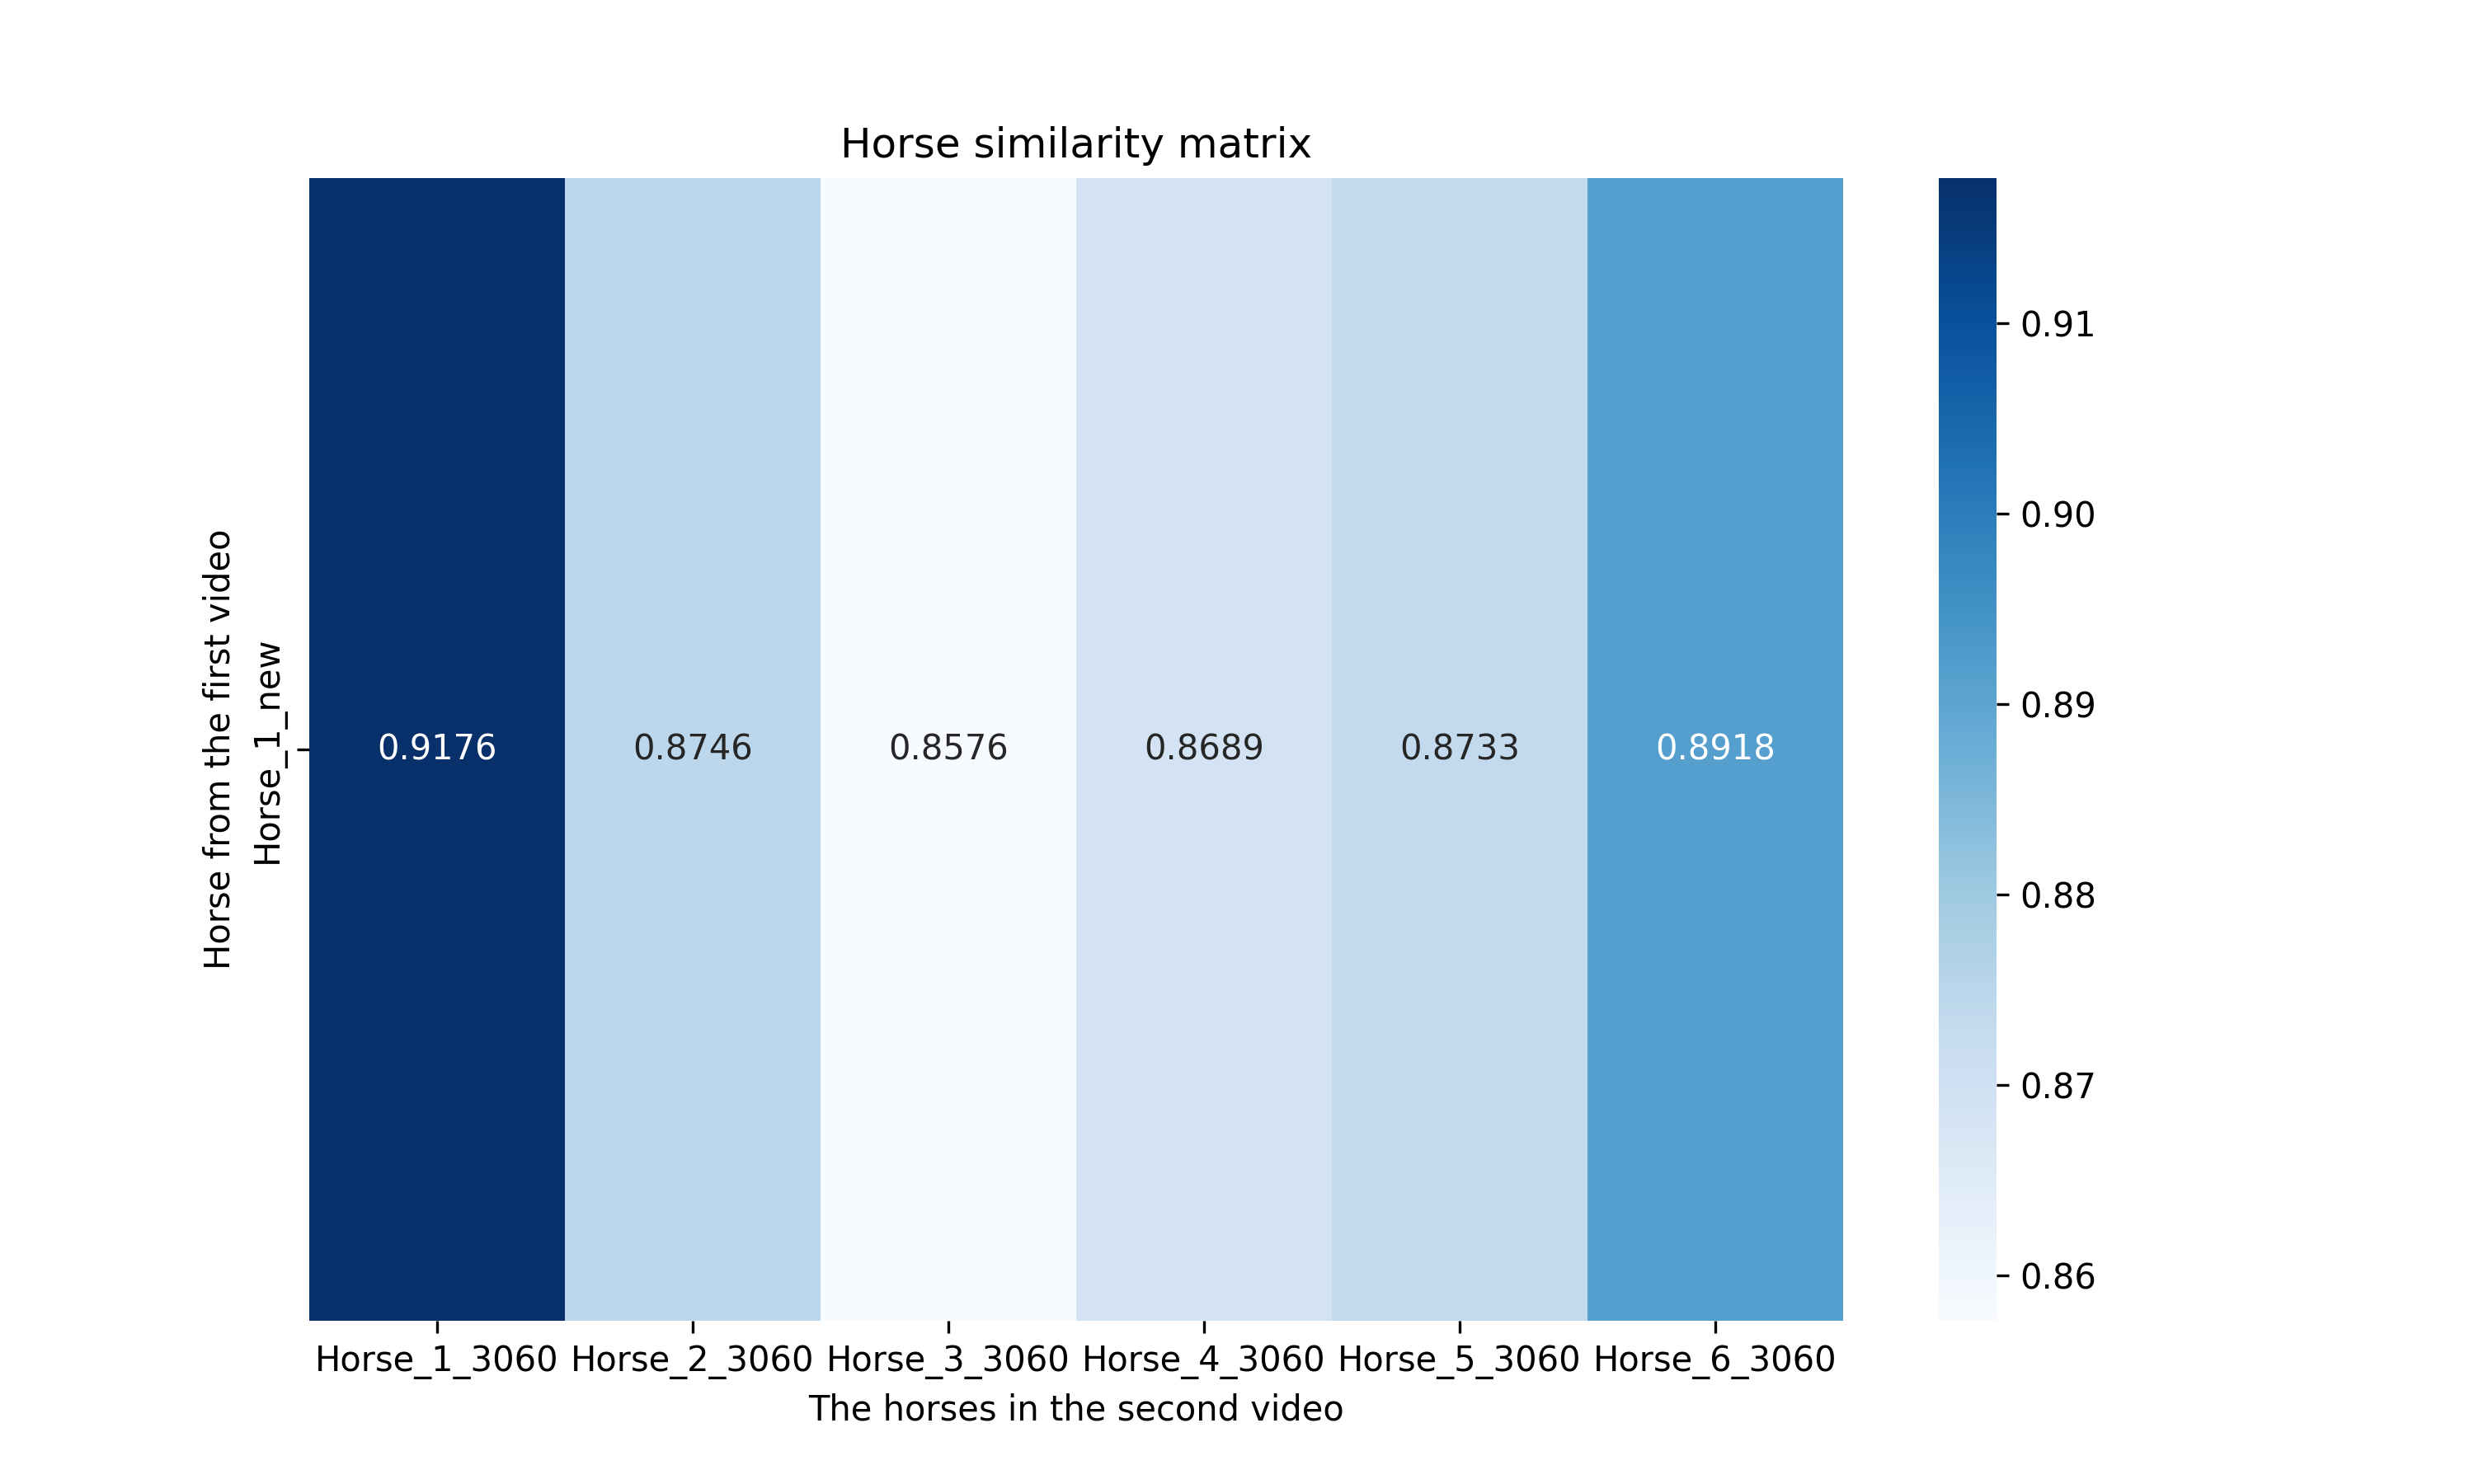 Horse similarity matrix
Horse from the first video
Horse_1_new
0.9176 0.8746 0.8576 0.8689 0.8733 0.8918
Horse_1_3060 Horse_2_3060 Horse_3_3060 Horse_4_3060 Horse_5_3060 Horse_6_3060
The horses in the second video
0.91
0.90
0.89
0.88
0.87
0.86